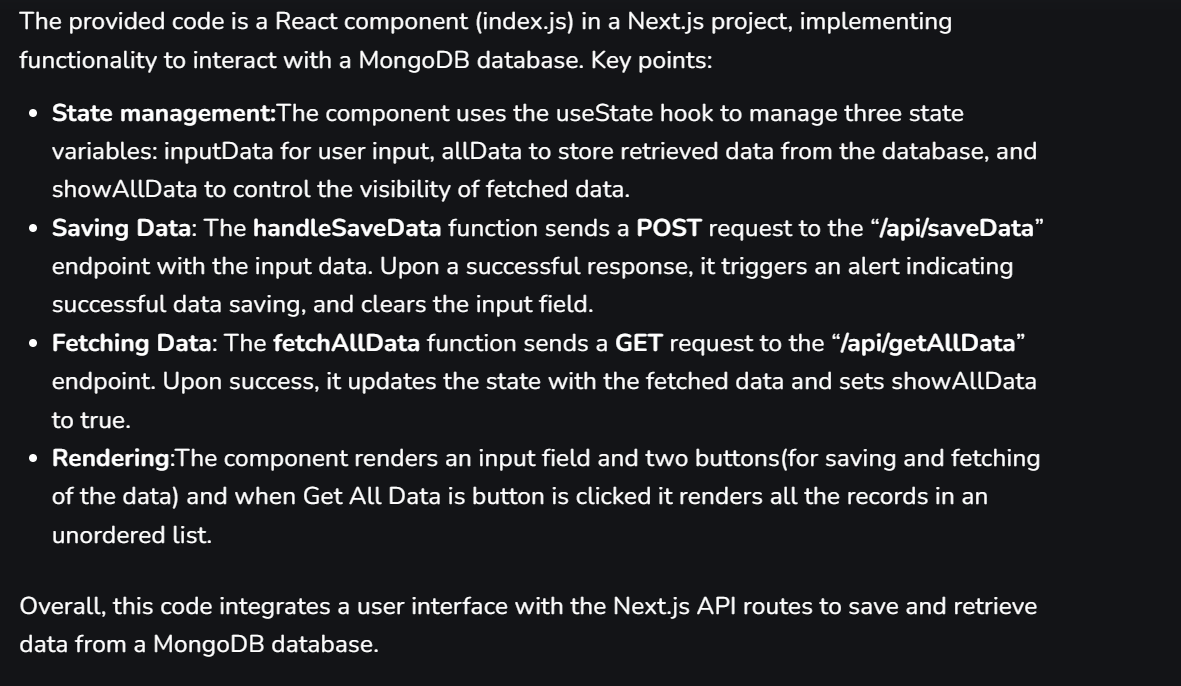 The provided code is a React component (index.js) in a Next.js project, implementing
functionality to interact with a MongoDB database. Key points:
• State management:The component uses the useState hook to manage three state
variables: inputData for user input, allData to store retrieved data from the database, and
showAllData to control the visibility of fetched data.
• Saving Data: The handleSaveData function sends a POST request to the “/api/saveData”
endpoint with the input data. Upon a successful response, it triggers an alert indicating
successful data saving, and clears the input field.
• Fetching Data: The fetchAllData function sends a GET request to the “/api/getAllData”
endpoint. Upon success, it updates the state with the fetched data and sets showAllData
to true.
• Rendering:The component renders an input field and two buttons(for saving and fetching
of the data) and when Get All Data is button is clicked it renders all the records in an
unordered list.
Overall, this code integrates a user interface with the Next.js API routes to save and retrieve
data from a MongoDB database.